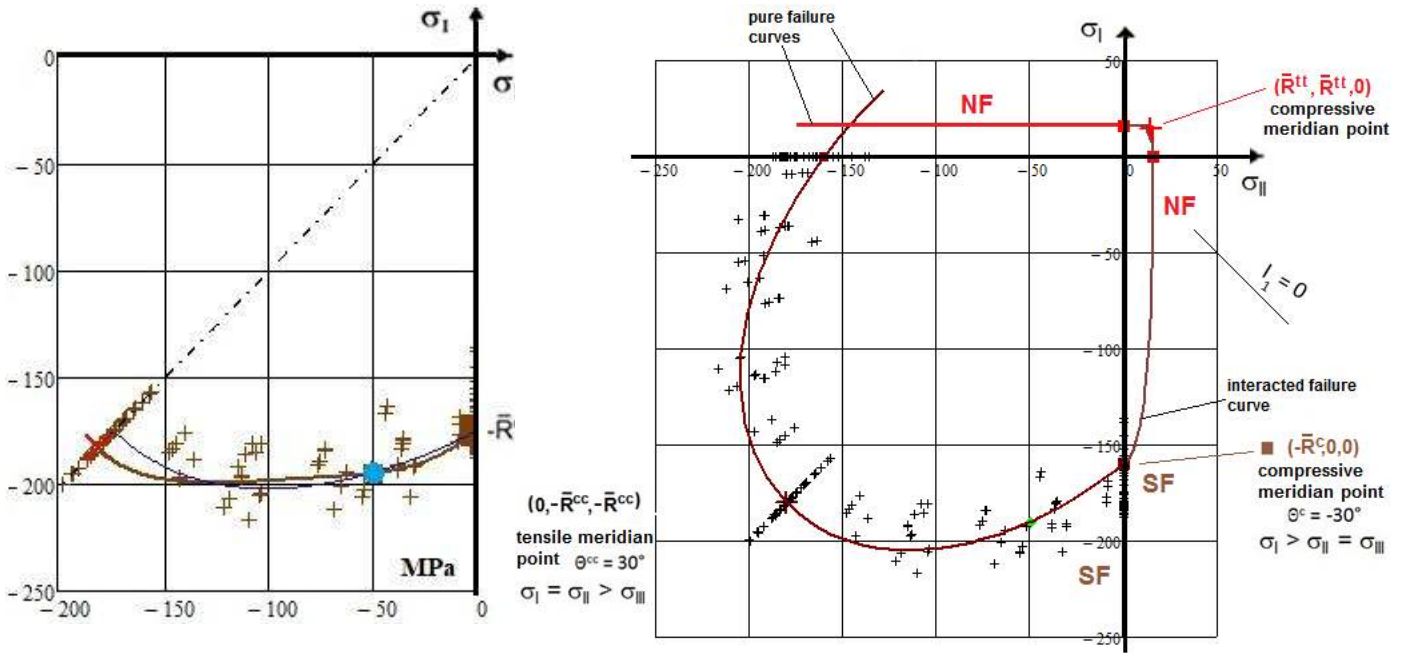 σI
0
σ
− 50
− 100
− 150
− 200
− 250
− 200
− 150
− 100
− 50
0
MPa
-R̄
(0,-R̄ᶜᶜ,-R̄ᶜᶜ)
tensile meridian
point ϴᶜᶜ = 30°
σI = σII > σIII
pure failure
curves
σI
50
NF
(R̄ᵗᵗ, R̄ᵗᵗ,0)
compressive
meridian point
−250
−200
−150
−100
−50
0
50
σII
NF
−50
I₁ = 0
−100
interacted failure
curve
−150
(-R̄ᶜ,0,0)
SF
compressive
meridian point
ϴᶜ = -30°
σI > σII = σIII
−200
SF
−250